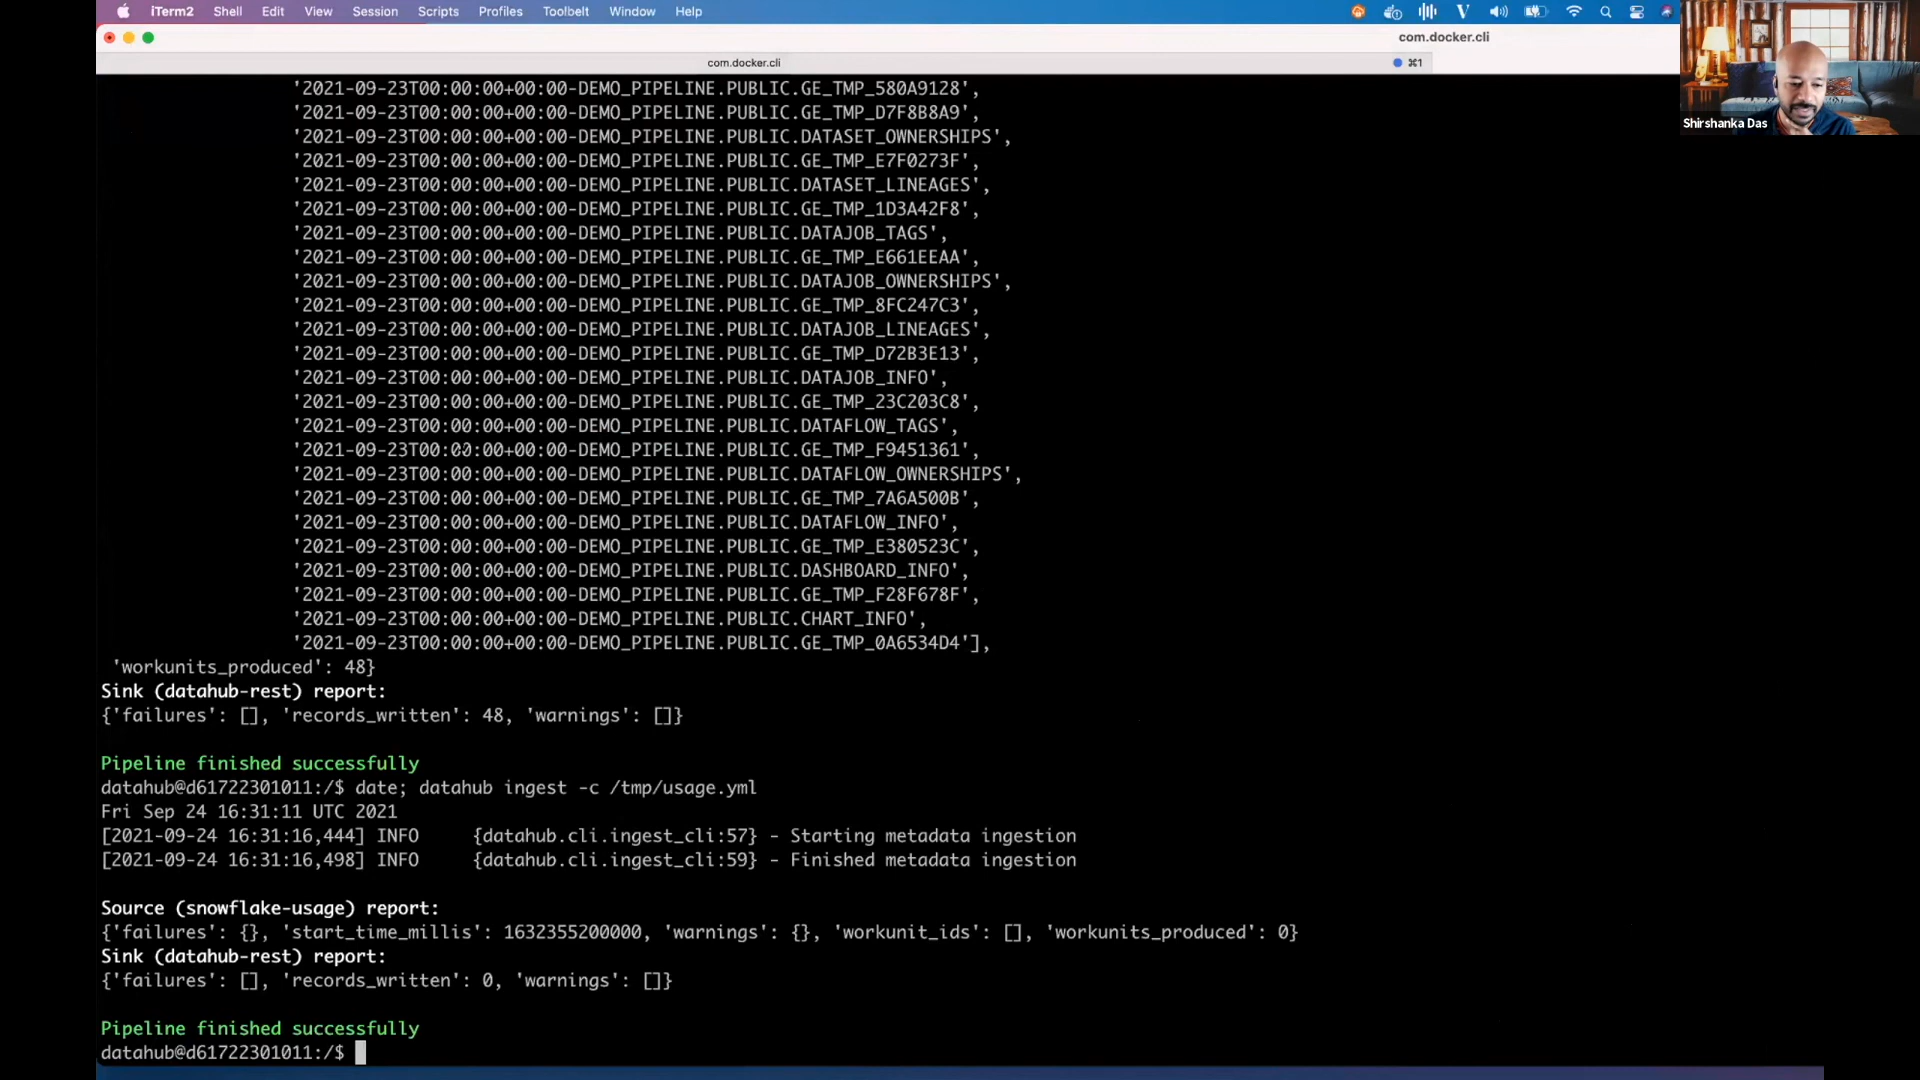 iTerm2 Shell Edit View Session Scripts Profiles Toolbelt Window Help
com.docker.cli
com.docker.cli ⌘1
Shirshanka Das
'2021-09-23T00:00:00+00:00-DEMO_PIPELINE.PUBLIC.GE_TMP_580A9128',
'2021-09-23T00:00:00+00:00-DEMO_PIPELINE.PUBLIC.GE_TMP_D7F8B8A9',
'2021-09-23T00:00:00+00:00-DEMO_PIPELINE.PUBLIC.DATASET_OWNERSHIPS',
'2021-09-23T00:00:00+00:00-DEMO_PIPELINE.PUBLIC.GE_TMP_E7F0273F',
'2021-09-23T00:00:00+00:00-DEMO_PIPELINE.PUBLIC.DATASET_LINEAGES',
'2021-09-23T00:00:00+00:00-DEMO_PIPELINE.PUBLIC.GE_TMP_1D3A42F8',
'2021-09-23T00:00:00+00:00-DEMO_PIPELINE.PUBLIC.DATAJOB_TAGS',
'2021-09-23T00:00:00+00:00-DEMO_PIPELINE.PUBLIC.GE_TMP_E661EEAA',
'2021-09-23T00:00:00+00:00-DEMO_PIPELINE.PUBLIC.DATAJOB_OWNERSHIPS',
'2021-09-23T00:00:00+00:00-DEMO_PIPELINE.PUBLIC.GE_TMP_8FC247C3',
'2021-09-23T00:00:00+00:00-DEMO_PIPELINE.PUBLIC.DATAJOB_LINEAGES',
'2021-09-23T00:00:00+00:00-DEMO_PIPELINE.PUBLIC.GE_TMP_D72B3E13',
'2021-09-23T00:00:00+00:00-DEMO_PIPELINE.PUBLIC.DATAJOB_INFO',
'2021-09-23T00:00:00+00:00-DEMO_PIPELINE.PUBLIC.GE_TMP_23C203C8',
'2021-09-23T00:00:00+00:00-DEMO_PIPELINE.PUBLIC.DATAFLOW_TAGS',
'2021-09-23T00:00:00+00:00-DEMO_PIPELINE.PUBLIC.GE_TMP_F9451361',
'2021-09-23T00:00:00+00:00-DEMO_PIPELINE.PUBLIC.DATAFLOW_OWNERSHIPS',
'2021-09-23T00:00:00+00:00-DEMO_PIPELINE.PUBLIC.GE_TMP_7A6A500B',
'2021-09-23T00:00:00+00:00-DEMO_PIPELINE.PUBLIC.DATAFLOW_INFO',
'2021-09-23T00:00:00+00:00-DEMO_PIPELINE.PUBLIC.GE_TMP_E380523C',
'2021-09-23T00:00:00+00:00-DEMO_PIPELINE.PUBLIC.DASHBOARD_INFO',
'2021-09-23T00:00:00+00:00-DEMO_PIPELINE.PUBLIC.GE_TMP_F28F678F',
'2021-09-23T00:00:00+00:00-DEMO_PIPELINE.PUBLIC.CHART_INFO',
'2021-09-23T00:00:00+00:00-DEMO_PIPELINE.PUBLIC.GE_TMP_0A6534D4'],
'workunits_produced': 48}
Sink (datahub-rest) report:
{'failures': [], 'records_written': 48, 'warnings': []}
Pipeline finished successfully
datahub@d61722301011:/$ date; datahub ingest -c /tmp/usage.yml
Fri Sep 24 16:31:11 UTC 2021
[2021-09-24 16:31:16,444] INFO {datahub.cli.ingest_cli:57} - Starting metadata ingestion
[2021-09-24 16:31:16,498] INFO {datahub.cli.ingest_cli:59} - Finished metadata ingestion
Source (snowflake-usage) report:
{'failures': {}, 'start_time_millis': 1632355200000, 'warnings': {}, 'workunit_ids': [], 'workunits_produced': 0}
Sink (datahub-rest) report:
{'failures': [], 'records_written': 0, 'warnings': []}
Pipeline finished successfully
datahub@d61722301011:/$